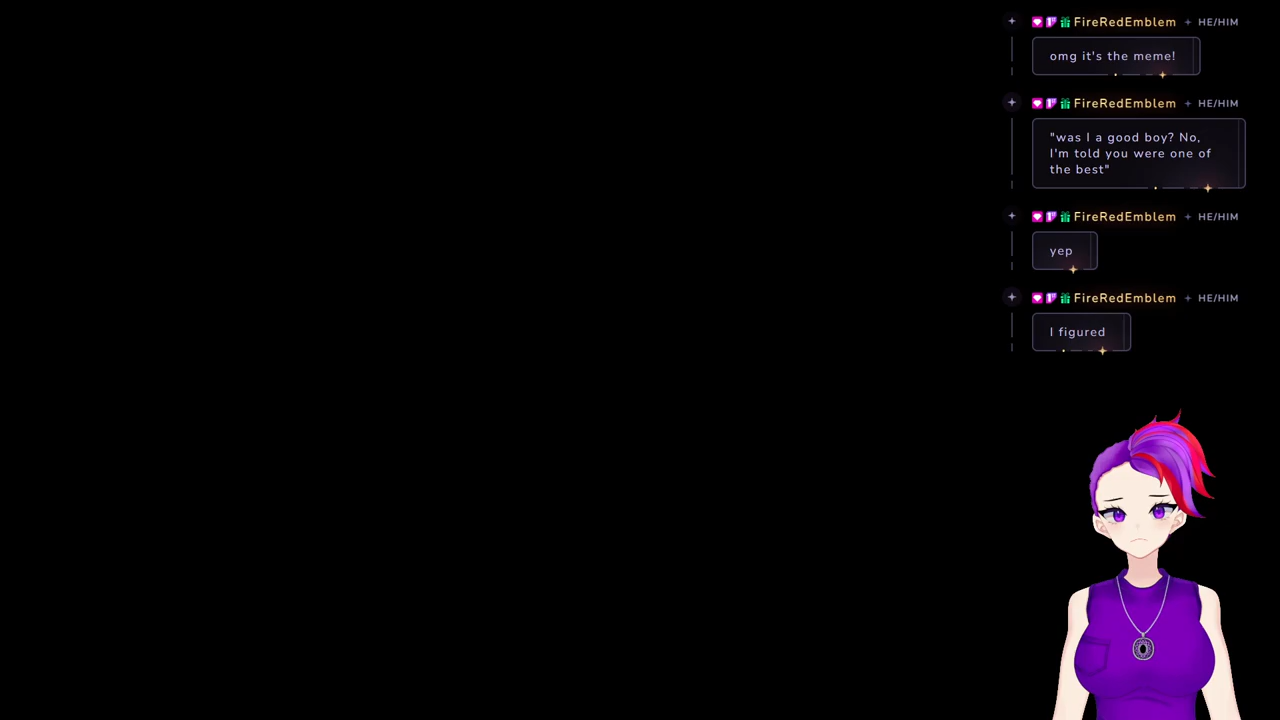 FireRedEmblem HE/HIM
omg it's the meme!
FireRedEmblem HE/HIM
"was I a good boy? No,
I'm told you were one of
the best"
FireRedEmblem HE/HIM
yep
FireRedEmblem HE/HIM
I figured